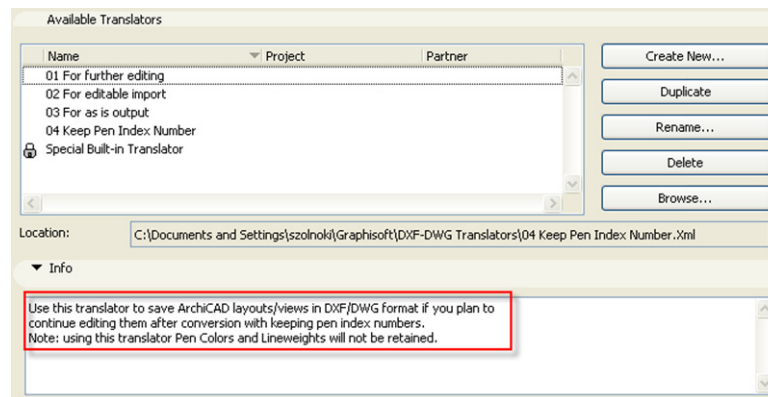 Available Translators
Name Project Partner
01 For further editing
02 For editable import
03 For as is output
04 Keep Pen Index Number
Special Built-in Translator
Create New...
Duplicate
Rename...
Delete
Browse...
Location: C:\Documents and Settings\szolnoki\Graphisoft\DXF-DWG Translators\04 Keep Pen Index Number.Xml
Info
Use this translator to save ArchiCAD layouts/views in DXF/DWG format if you plan to
continue editing them after conversion with keeping pen index numbers.
Note: using this translator Pen Colors and Lineweights will not be retained.